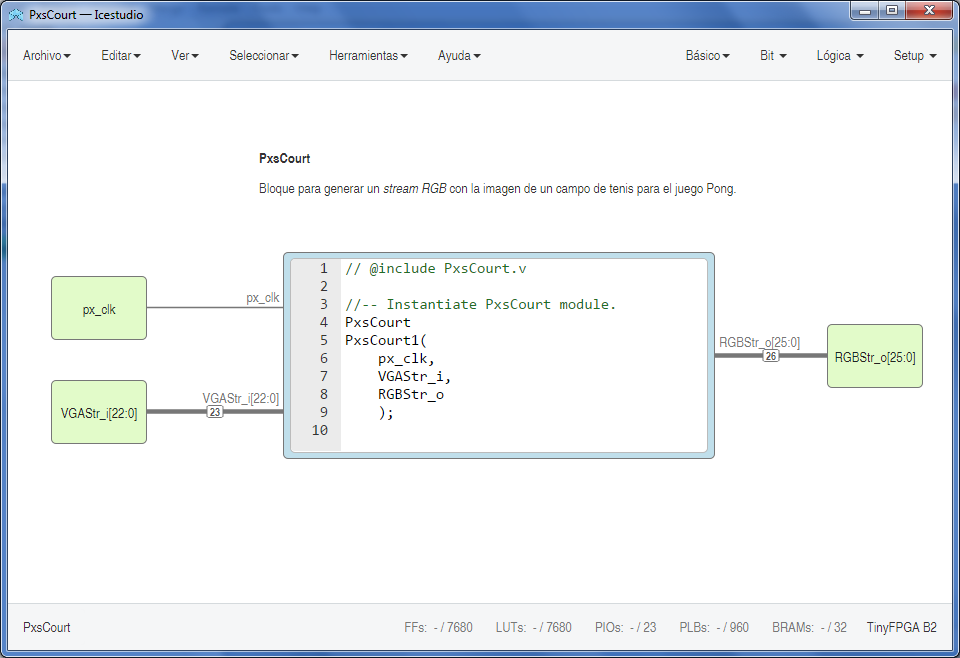 PxsCourt — Icestudio
Archivo Editar Ver Seleccionar Herramientas Ayuda Básico Bit Lógica Setup
PxsCourt
Bloque para generar un stream RGB con la imagen de un campo de tenis para el juego Pong.
px_clk
px_clk
VGAStr_i[22:0]
VGAStr_i[22:0]
23
1 // @include PxsCourt.v
2
3 //-- Instantiate PxsCourt module.
4 PxsCourt
5 PxsCourt1(
6 px_clk,
7 VGAStr_i,
8 RGBStr_o
9 );
10
RGBStr_o[25:0]
26
RGBStr_o[25:0]
PxsCourt FFs: - / 7680 LUTs: - / 7680 PIOs: - / 23 PLBs: - / 960 BRAMs: - / 32 TinyFPGA B2